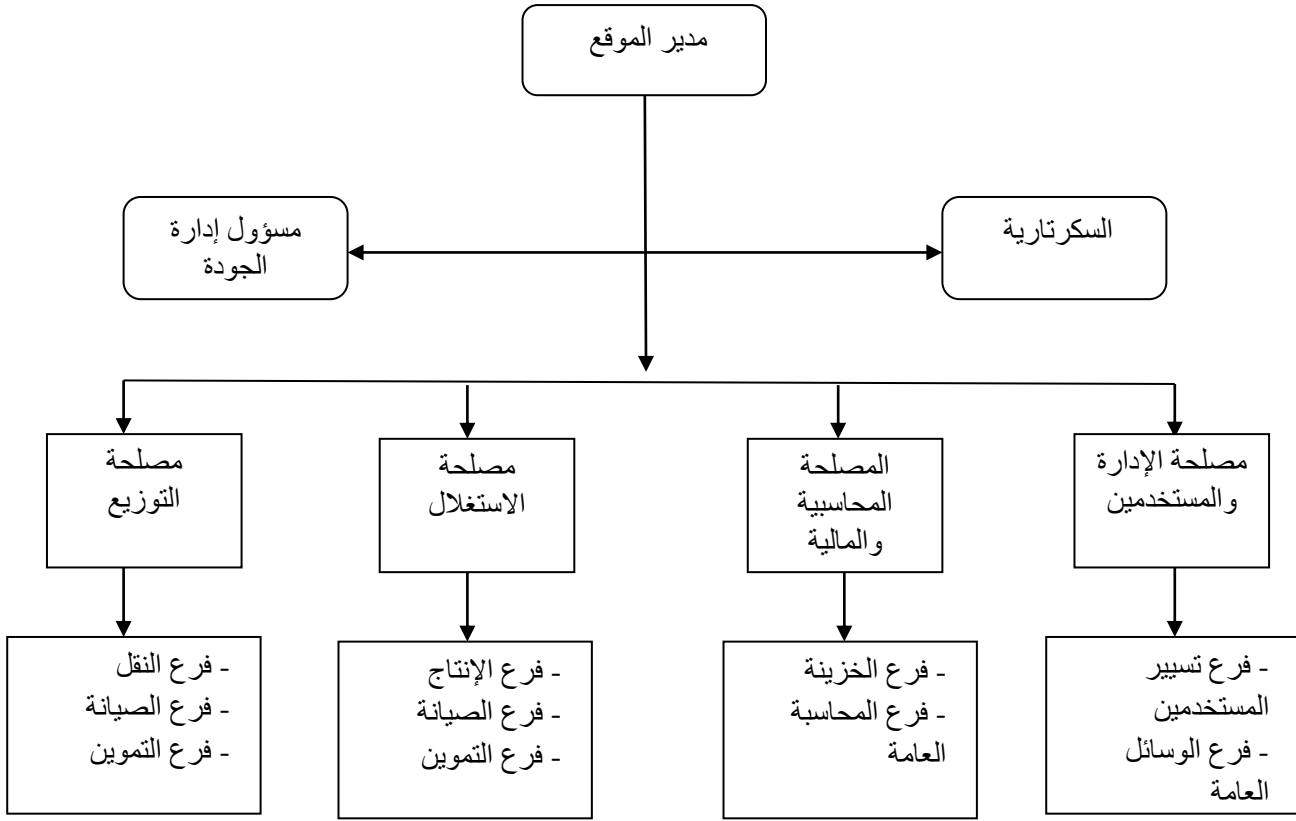 مدير الموقع
السكرتارية
مسؤول إدارة
الجودة
مصلحة الإدارة
والمستخدمين
المصلحة
المحاسبية
والمالية
مصلحة
الاستغلال
مصلحة
التوزيع
- فرع تسيير
المستخدمين
- فرع الوسائل
العامة
- فرع الخزينة
- فرع المحاسبة
العامة
- فرع الإنتاج
- فرع الصيانة
- فرع التموين
- فرع النقل
- فرع الصيانة
- فرع التموين